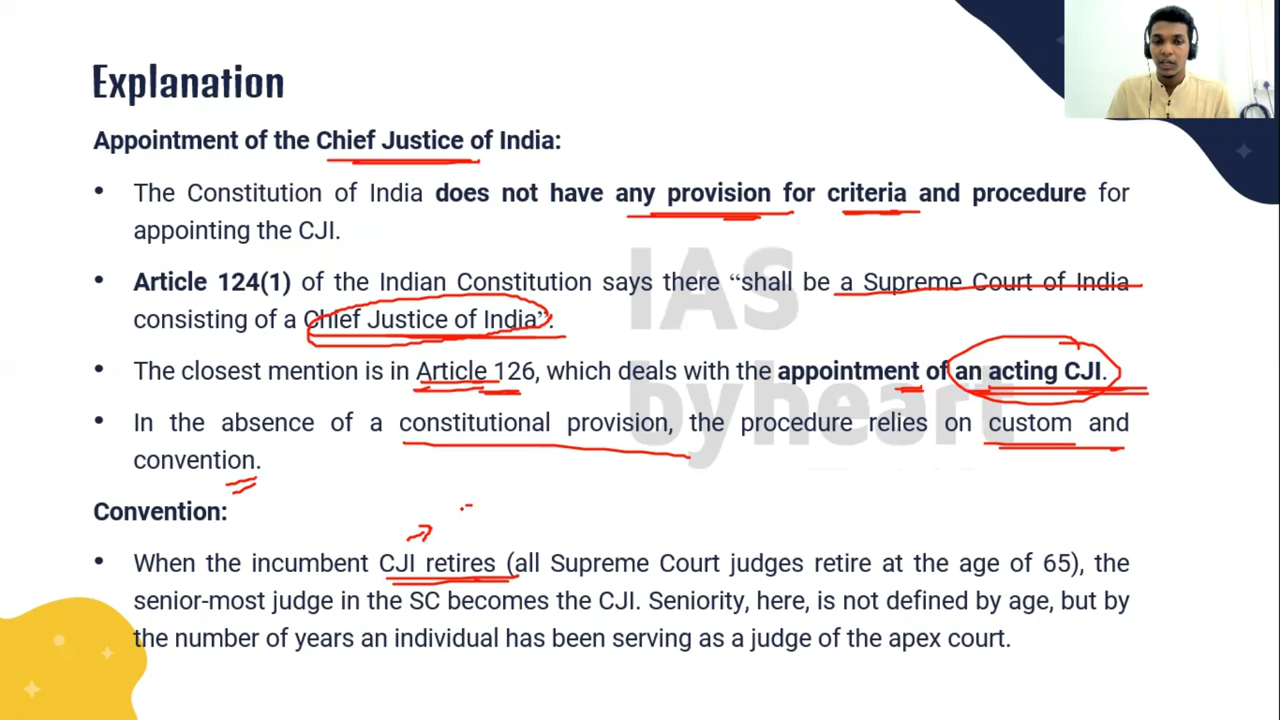 Explanation
Appointment of the Chief Justice of India:
• The Constitution of India does not have any provision for criteria and procedure for
appointing the CJI.
• Article 124(1) of the Indian Constitution says there “shall be a Supreme Court of India
consisting of a Chief Justice of India”.
• The closest mention is in Article 126, which deals with the appointment of an acting CJI.
• In the absence of a constitutional provision, the procedure relies on custom and
convention.
Convention:
• When the incumbent CJI retires (all Supreme Court judges retire at the age of 65), the
senior-most judge in the SC becomes the CJI. Seniority, here, is not defined by age, but by
the number of years an individual has been serving as a judge of the apex court.
IAS
byheart